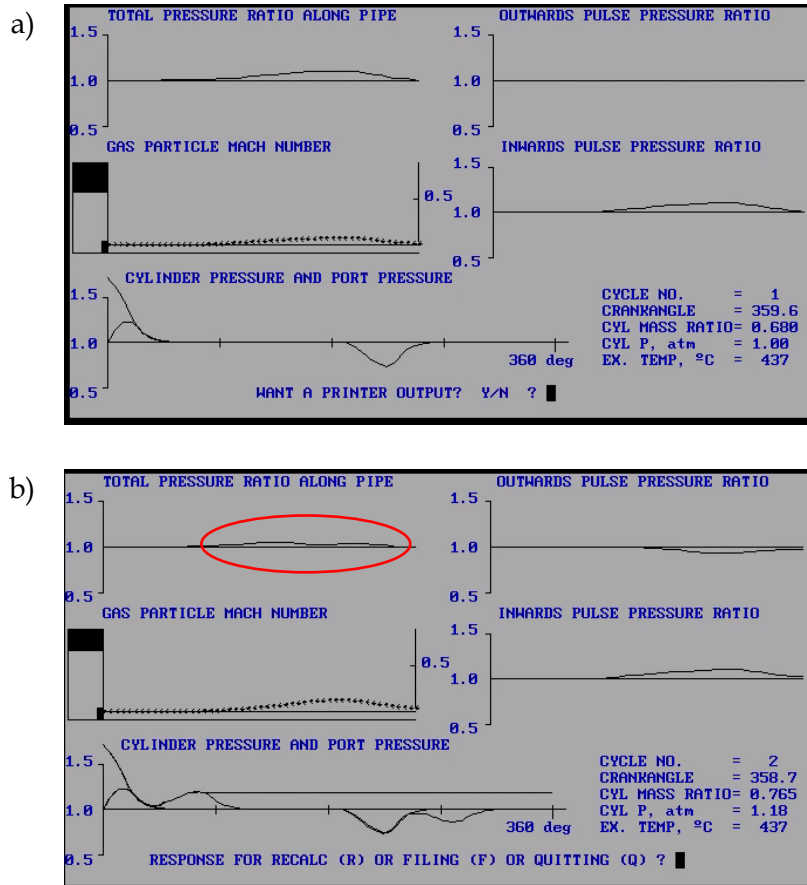 a)
TOTAL PRESSURE RATIO ALONG PIPE
1.5
1.0
0.5
OUTWARDS PULSE PRESSURE RATIO
1.5
1.0
0.5
GAS PARTICLE MACH NUMBER
0.5
INWARDS PULSE PRESSURE RATIO
1.5
1.0
0.5
CYLINDER PRESSURE AND PORT PRESSURE
1.5
1.0
0.5
360 deg
CYCLE NO. = 1
CRANKANGLE = 359.6
CYL MASS RATIO= 0.680
CYL P, atm = 1.00
EX. TEMP, ºC = 437
WANT A PRINTER OUTPUT? Y/N ?
b)
TOTAL PRESSURE RATIO ALONG PIPE
1.5
1.0
0.5
OUTWARDS PULSE PRESSURE RATIO
1.5
1.0
0.5
GAS PARTICLE MACH NUMBER
0.5
INWARDS PULSE PRESSURE RATIO
1.5
1.0
0.5
CYLINDER PRESSURE AND PORT PRESSURE
1.5
1.0
0.5
360 deg
CYCLE NO. = 2
CRANKANGLE = 358.7
CYL MASS RATIO= 0.765
CYL P, atm = 1.18
EX. TEMP, ºC = 437
RESPONSE FOR RECALC (R) OR FILING (F) OR QUITTING (Q) ?